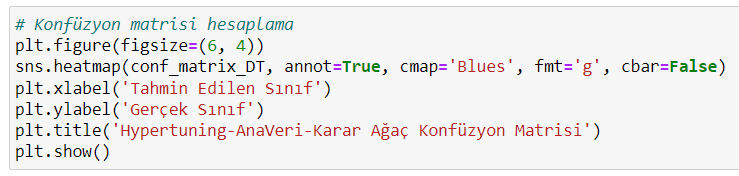 # Konfüzyon matrisi hesaplama
plt.figure(figsize=(6, 4))
sns.heatmap(conf_matrix_DT, annot=True, cmap='Blues', fmt='g', cbar=False)
plt.xlabel('Tahmin Edilen Sınıf')
plt.ylabel('Gerçek Sınıf')
plt.title('Hypertuning-AnaVeri-Karar Ağaç Konfüzyon Matrisi')
plt.show()